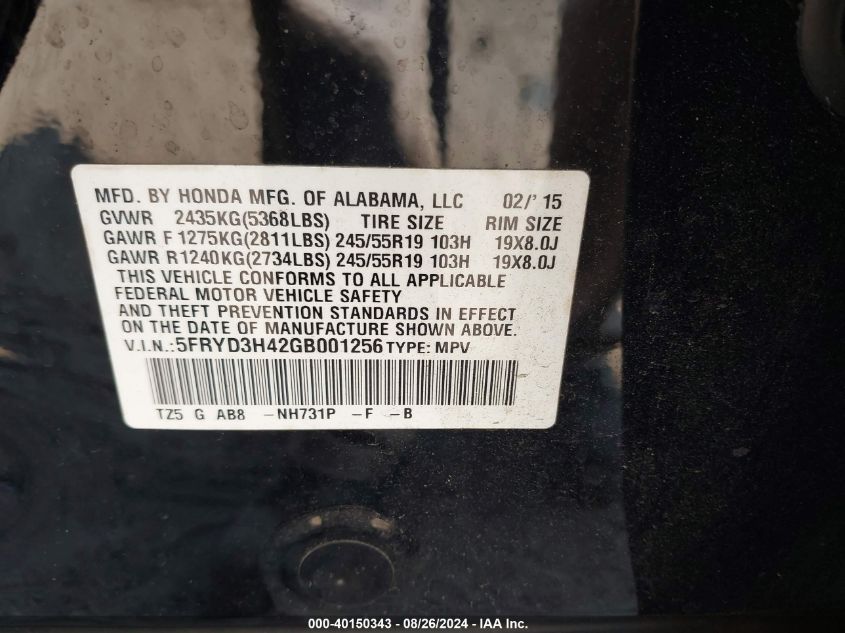 MFD. BY HONDA MFG. OF ALABAMA, LLC 02/' 15
GVWR 2435KG(5368LBS) TIRE SIZE RIM SIZE
GAWR F 1275KG(2811LBS) 245/55R19 103H 19X8.0J
GAWR R1240KG(2734LBS) 245/55R19 103H 19X8.0J
THIS VEHICLE CONFORMS TO ALL APPLICABLE
FEDERAL MOTOR VEHICLE SAFETY
AND THEFT PREVENTION STANDARDS IN EFFECT
ON THE DATE OF MANUFACTURE SHOWN ABOVE.
V.I.N.:5FRYD3H42GB001256 TYPE: MPV
TZ5 G AB8 -NH731P -F -B
000-40150343 - 08/26/2024 - IAA Inc.